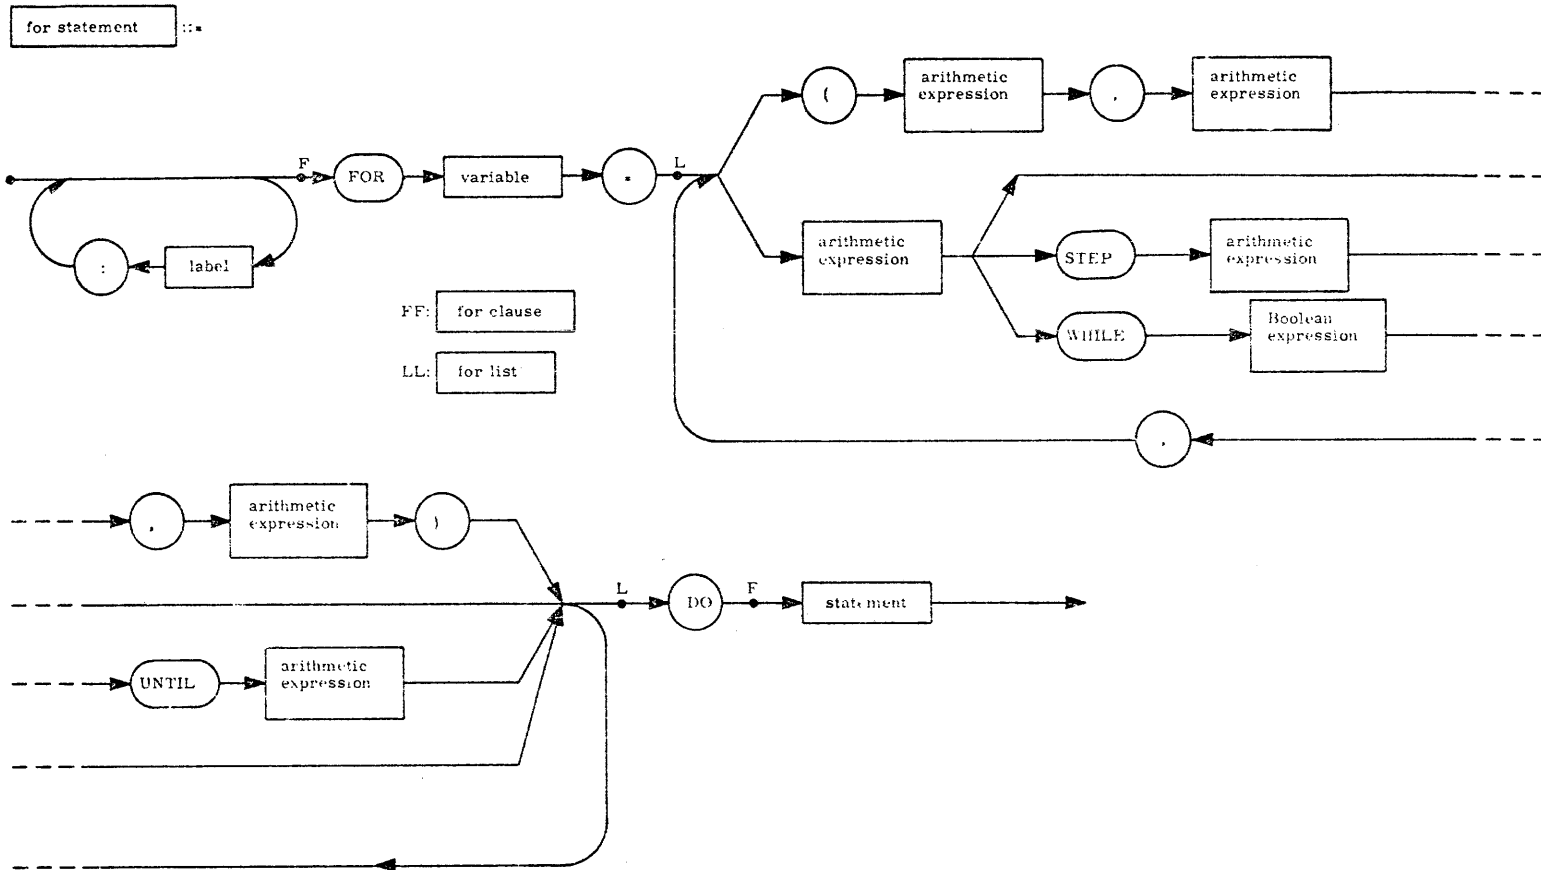 for statement ::=
( arithmetic expression , arithmetic expression
F FOR variable = L
: label
arithmetic expression
STEP arithmetic expression
WHILE Boolean expression
FF: for clause
LL: for list
,
, arithmetic expression )
L DO F statement
UNTIL arithmetic expression